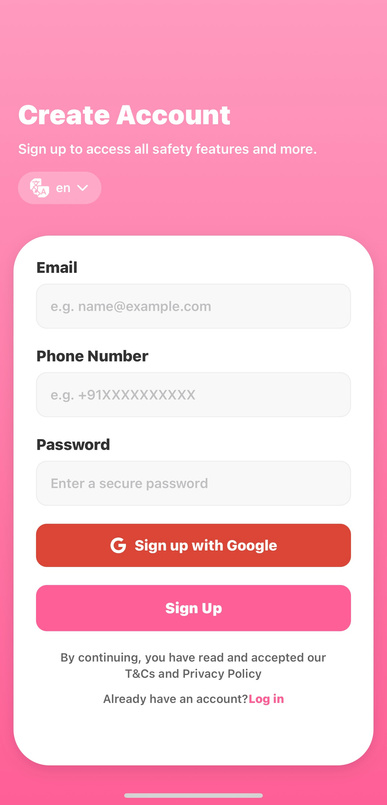 Create Account
Sign up to access all safety features and more.
en
Email
e.g. name@example.com
Phone Number
e.g. +91XXXXXXXXXX
Password
Enter a secure password
G Sign up with Google
Sign Up
By continuing, you have read and accepted our
T&Cs and Privacy Policy
Already have an account?Log in